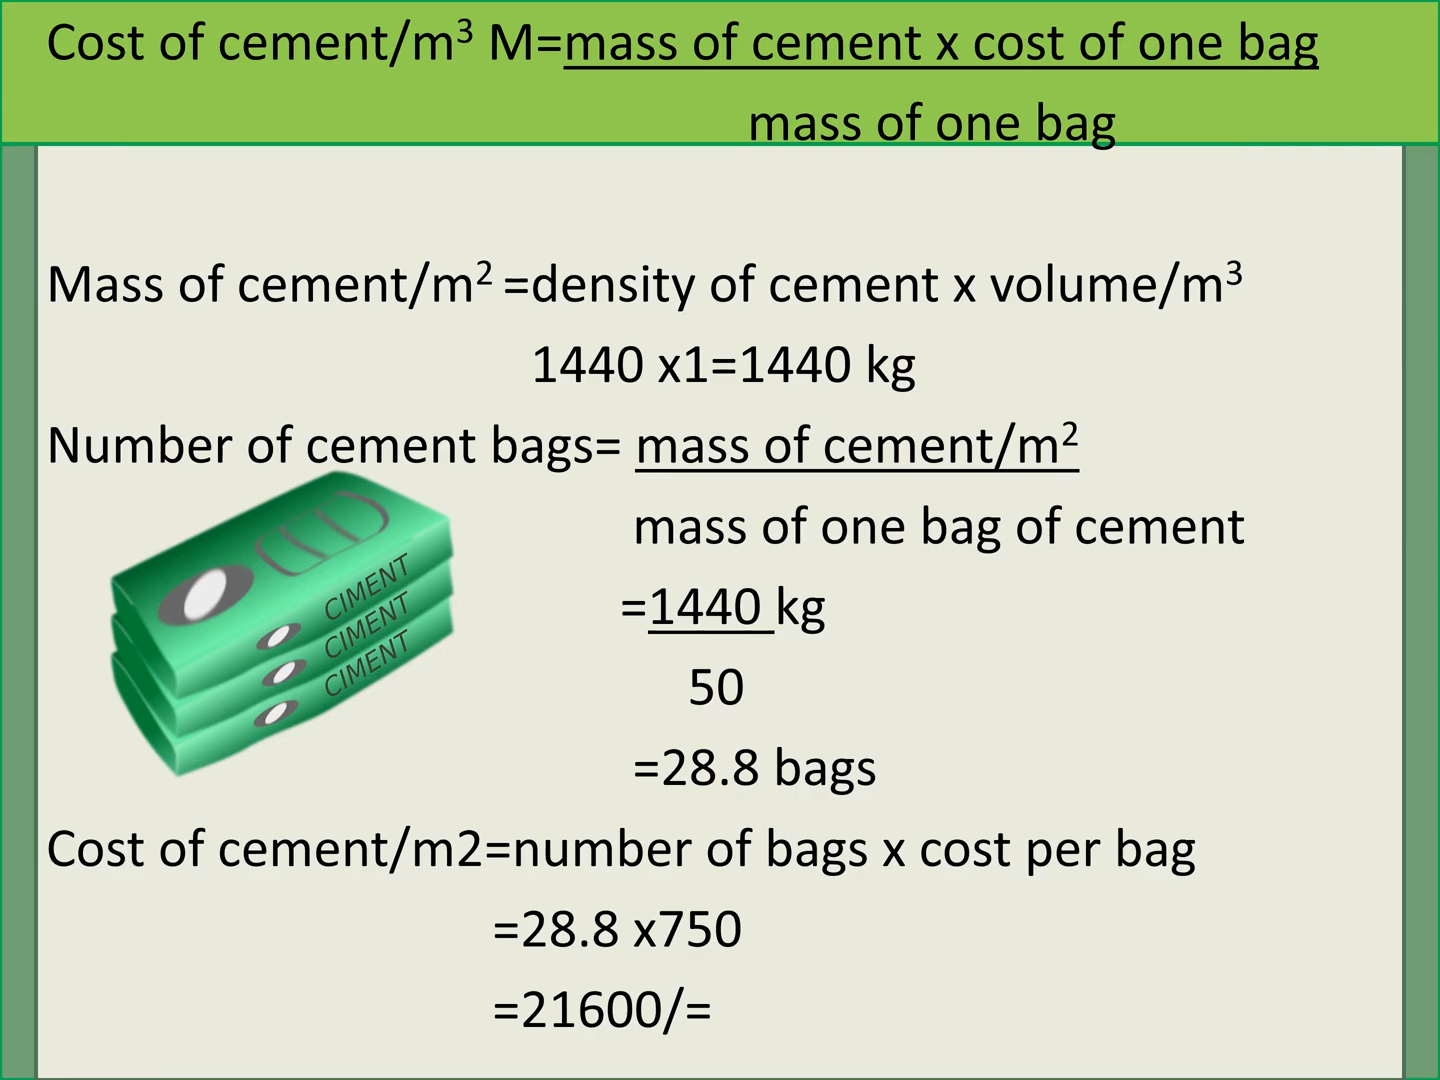 Cost of cement/m³ M=mass of cement x cost of one bag
mass of one bag
Mass of cement/m² =density of cement x volume/m³
1440 x1=1440 kg
Number of cement bags= mass of cement/m²
mass of one bag of cement
=1440 kg
50
=28.8 bags
CIMENT
CIMENT
CIMENT
Cost of cement/m2=number of bags x cost per bag
=28.8 x750
=21600/=